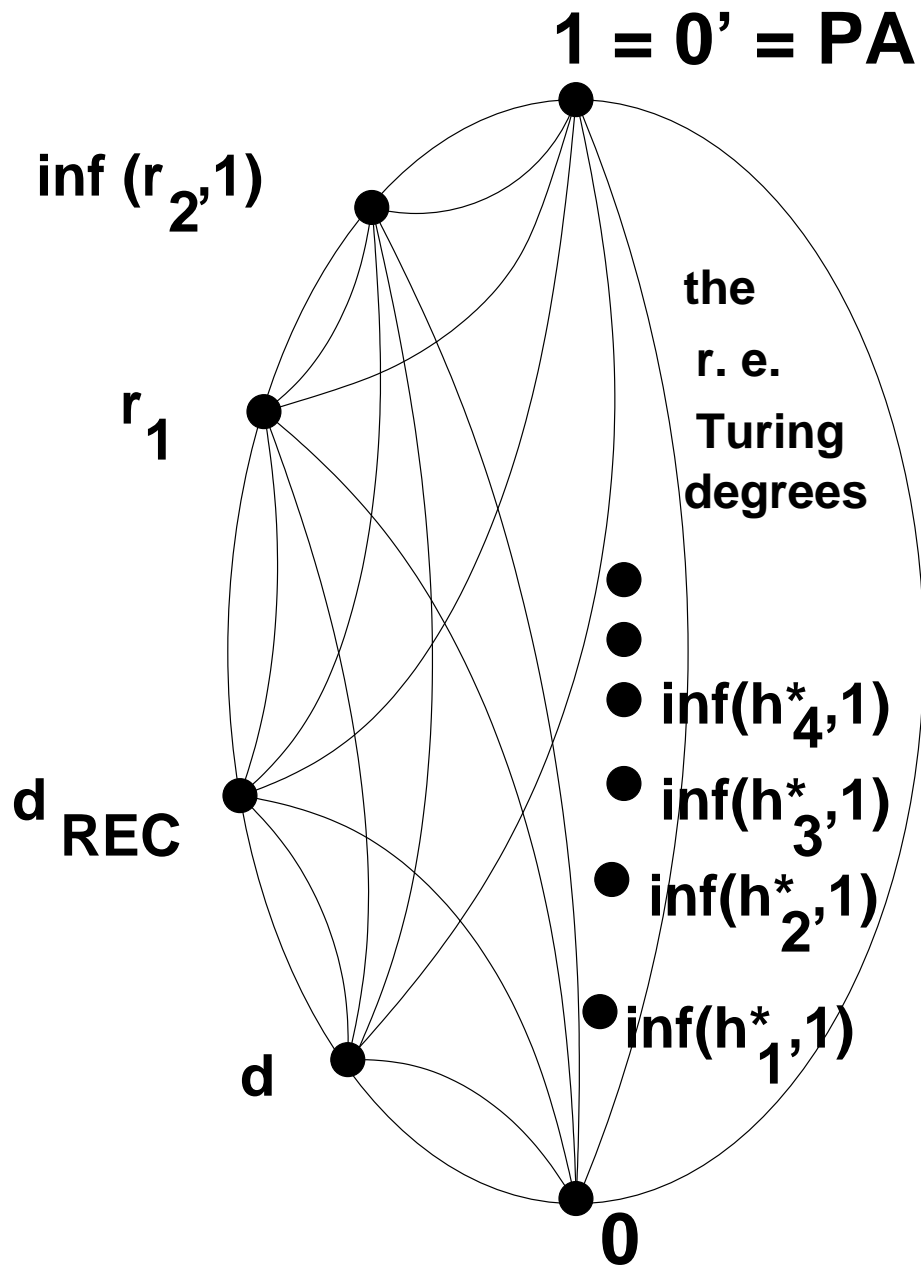 1 = 0’ = PA
inf (r2,1)
the
r. e.
Turing
degrees
r1
inf(h*4,1)
d REC
inf(h*3,1)
inf(h*2,1)
inf(h*1,1)
d
0